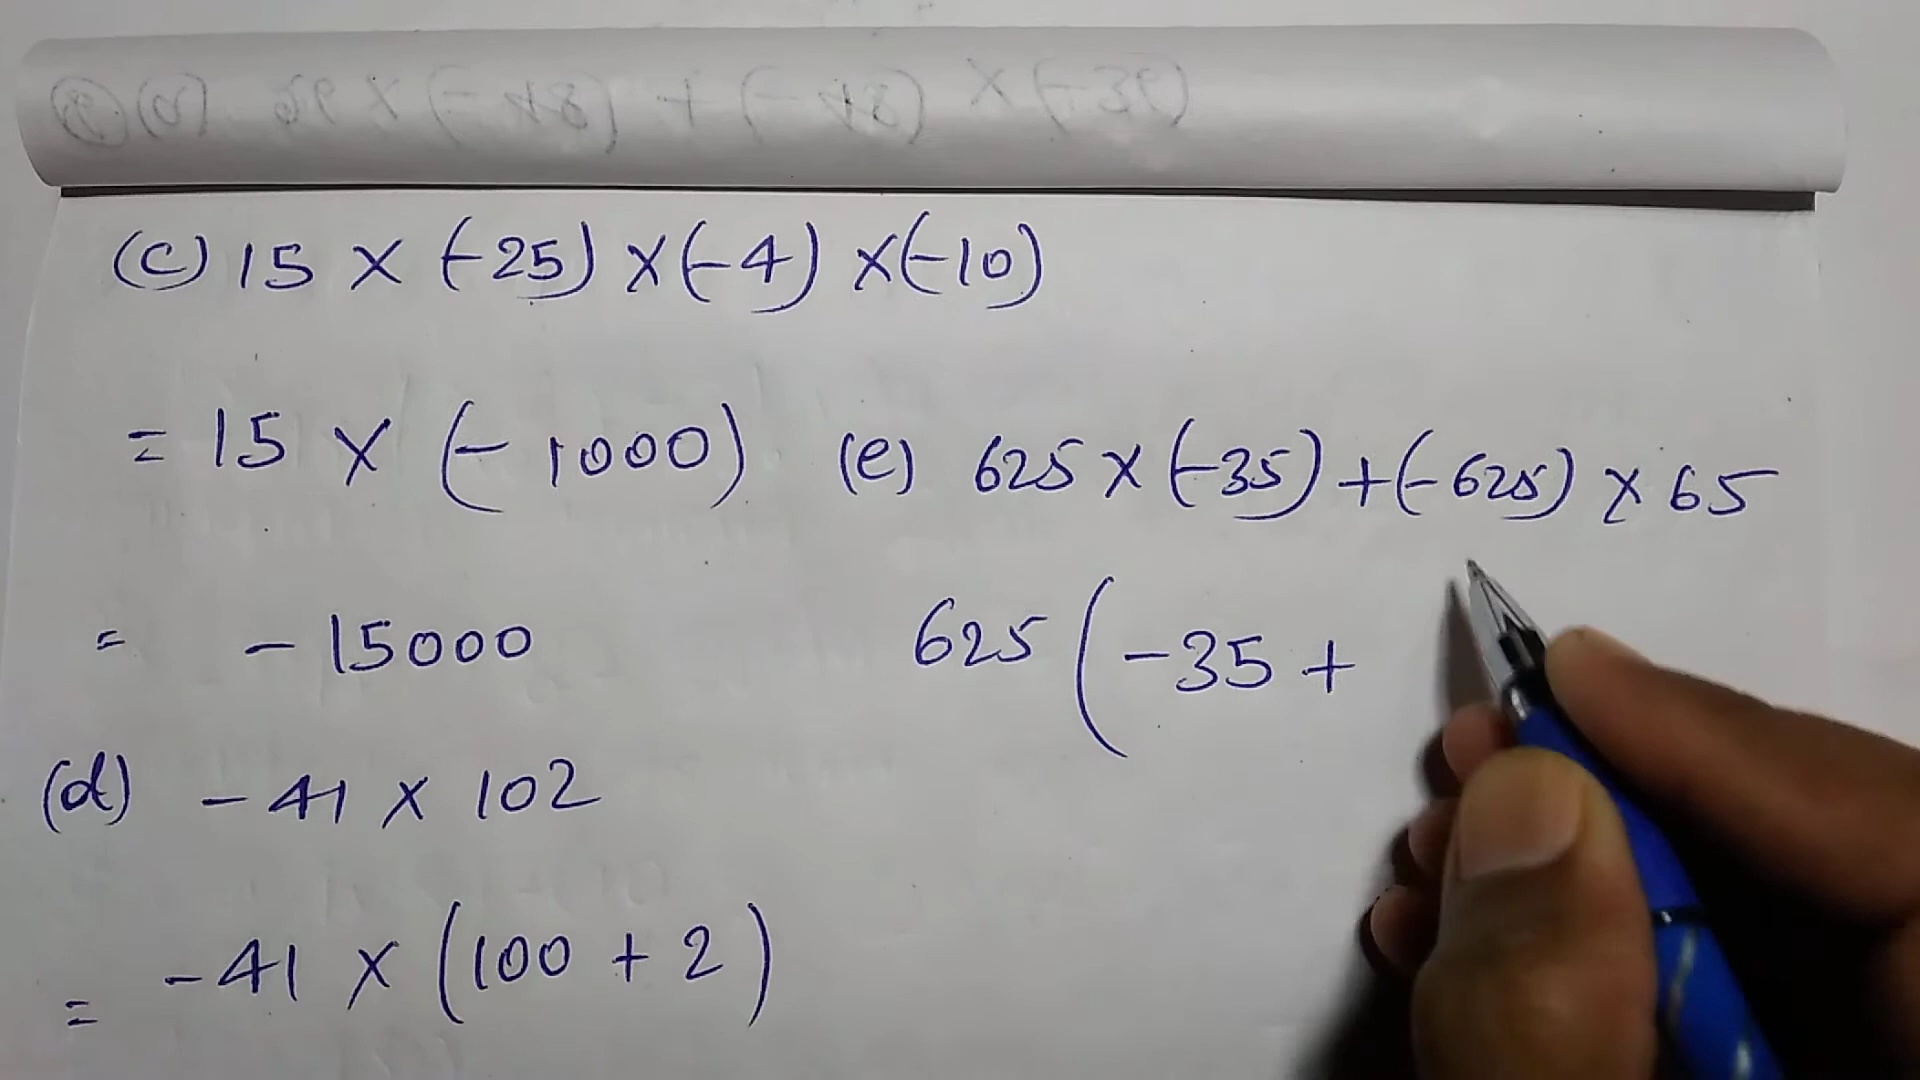 (c) 15 × (-25) × (-4) × (-10)
= 15 × (-1000)
= -15000
(d) -41 × 102
= -41 × (100 + 2)
(e) 625 × (-35) + (-625) × 65
625 ( -35 +